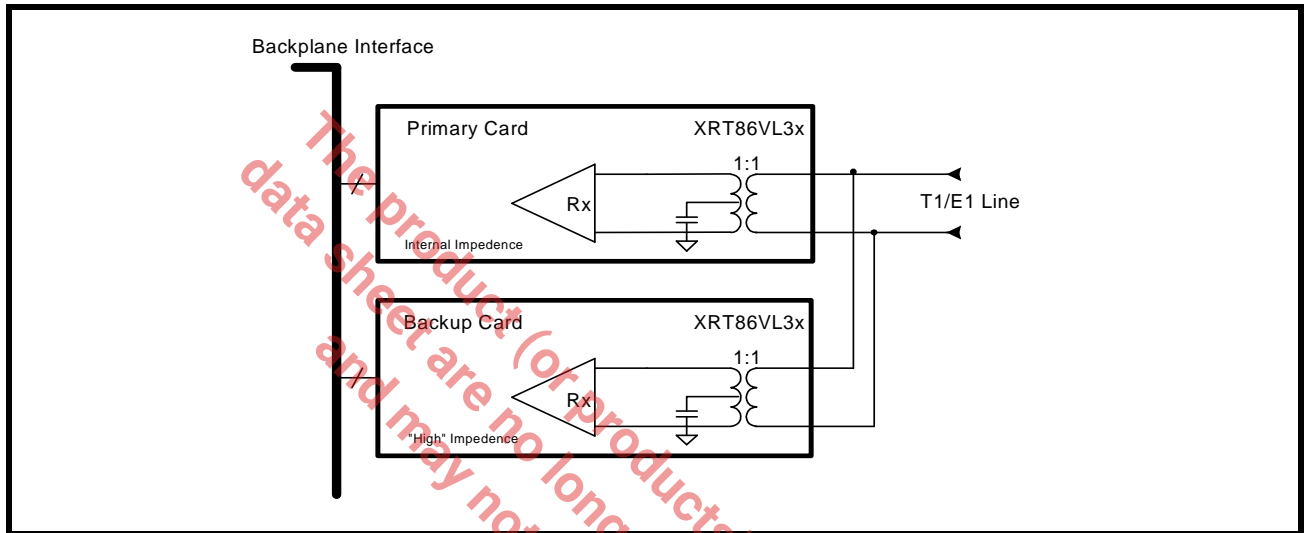 Backplane Interface
Primary Card
XRT86VL3x
1:1
Rx
Internal Impedence
T1/E1 Line
Backup Card
XRT86VL3x
1:1
Rx
"High" Impedence
The product (or products
data sheet are no long
and may not